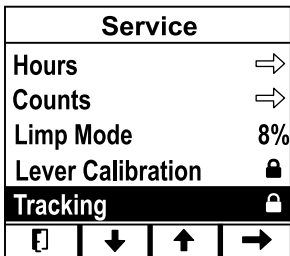 Service
Hours
Counts
Limp Mode 8%
Lever Calibration
Tracking